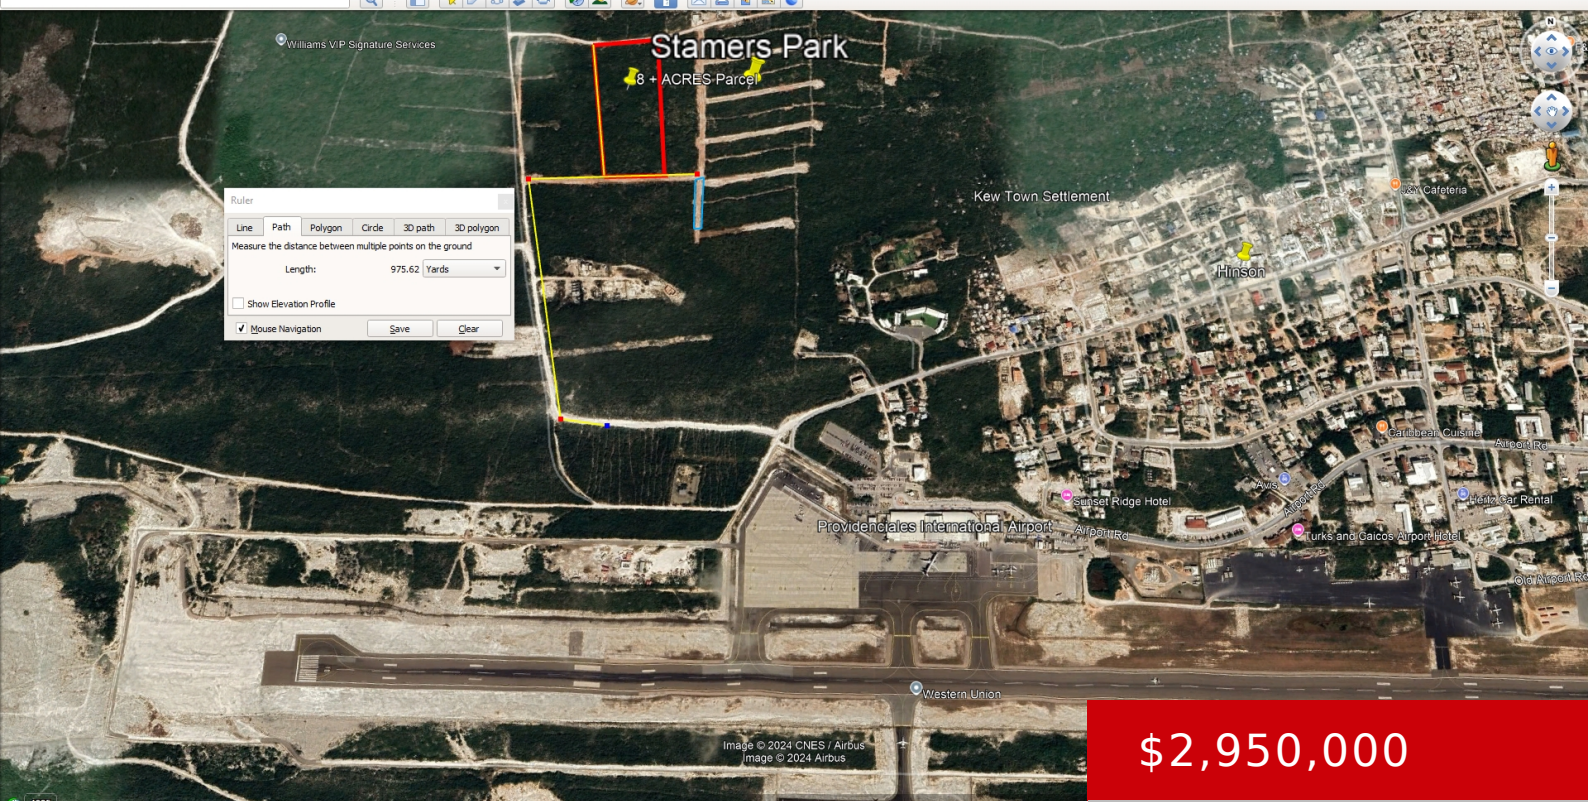 Williams VIP Signature Services
Stamers Park
8 + ACRES Parcel
N
Kew Town Settlement
J&Y Cafeteria
Ruler
Line
Path
Polygon
Circle
3D path
3D polygon
Measure the distance between multiple points on the ground
Length:
975.62
Yards
Show Elevation Profile
Mouse Navigation
Save
Clear
Hinson
Caribbean Cuisine
Airport Rd
Avis
Airport Rd
Hertz Car Rental
Sunset Ridge Hotel
Providenciales International Airport
Airport Rd
Turks and Caicos Airport Hotel
Old Airport Rd
Western Union
Image © 2024 CNES / Airbus
Image © 2024 Airbus
$2,950,000